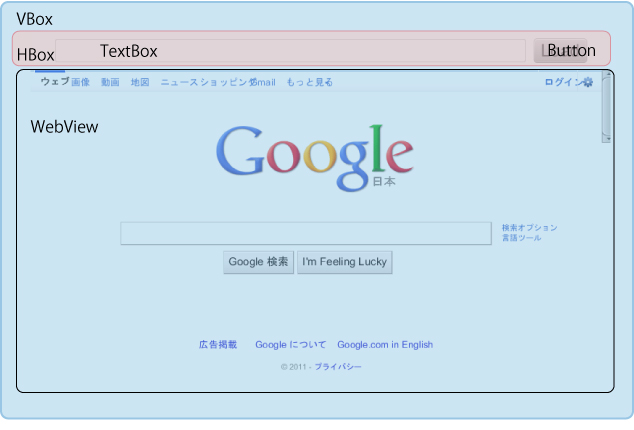 VBox
HBox TextBox Button
ウェブ 画像 動画 地図 ニュース ショッピング Gmail もっと見る ログイン
WebView
Google
日本
検索オプション
言語ツール
Google 検索 I'm Feeling Lucky
広告掲載 Google について Google.com in English
© 2011 - プライバシー